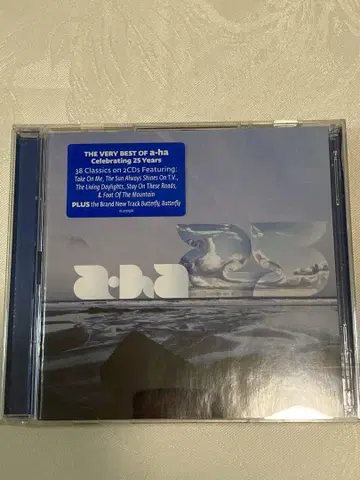 THE VERY BEST OF a-ha
Celebrating 25 Years
38 Classics on 2CDs Featuring:
Take On Me, The Sun Always Shines On T.V.,
The Living Daylights, Stay On These Roads,
& Foot Of The Mountain
PLUS the Brand New Track Butterfly, Butterfly
a·ha 25